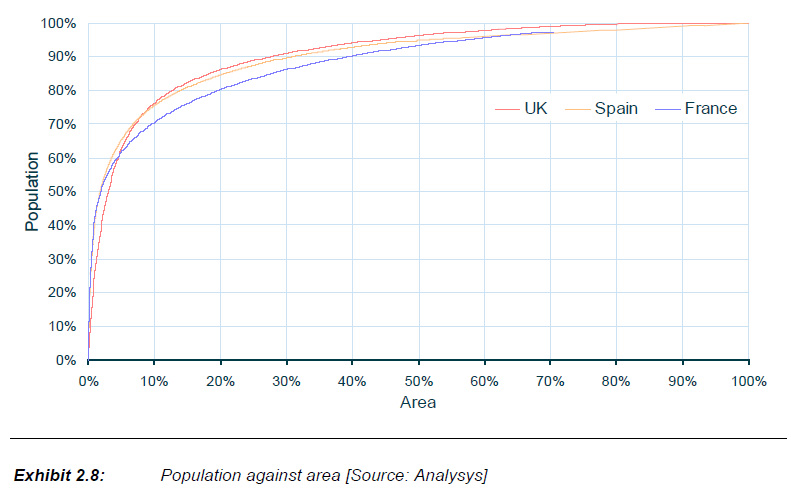 100%
90%
80%
70%
60%
50%
40%
30%
20%
10%
0%
Population
UK Spain France
0% 10% 20% 30% 40% 50% 60% 70% 80% 90% 100%
Area
Exhibit 2.8: Population against area [Source: Analysys]